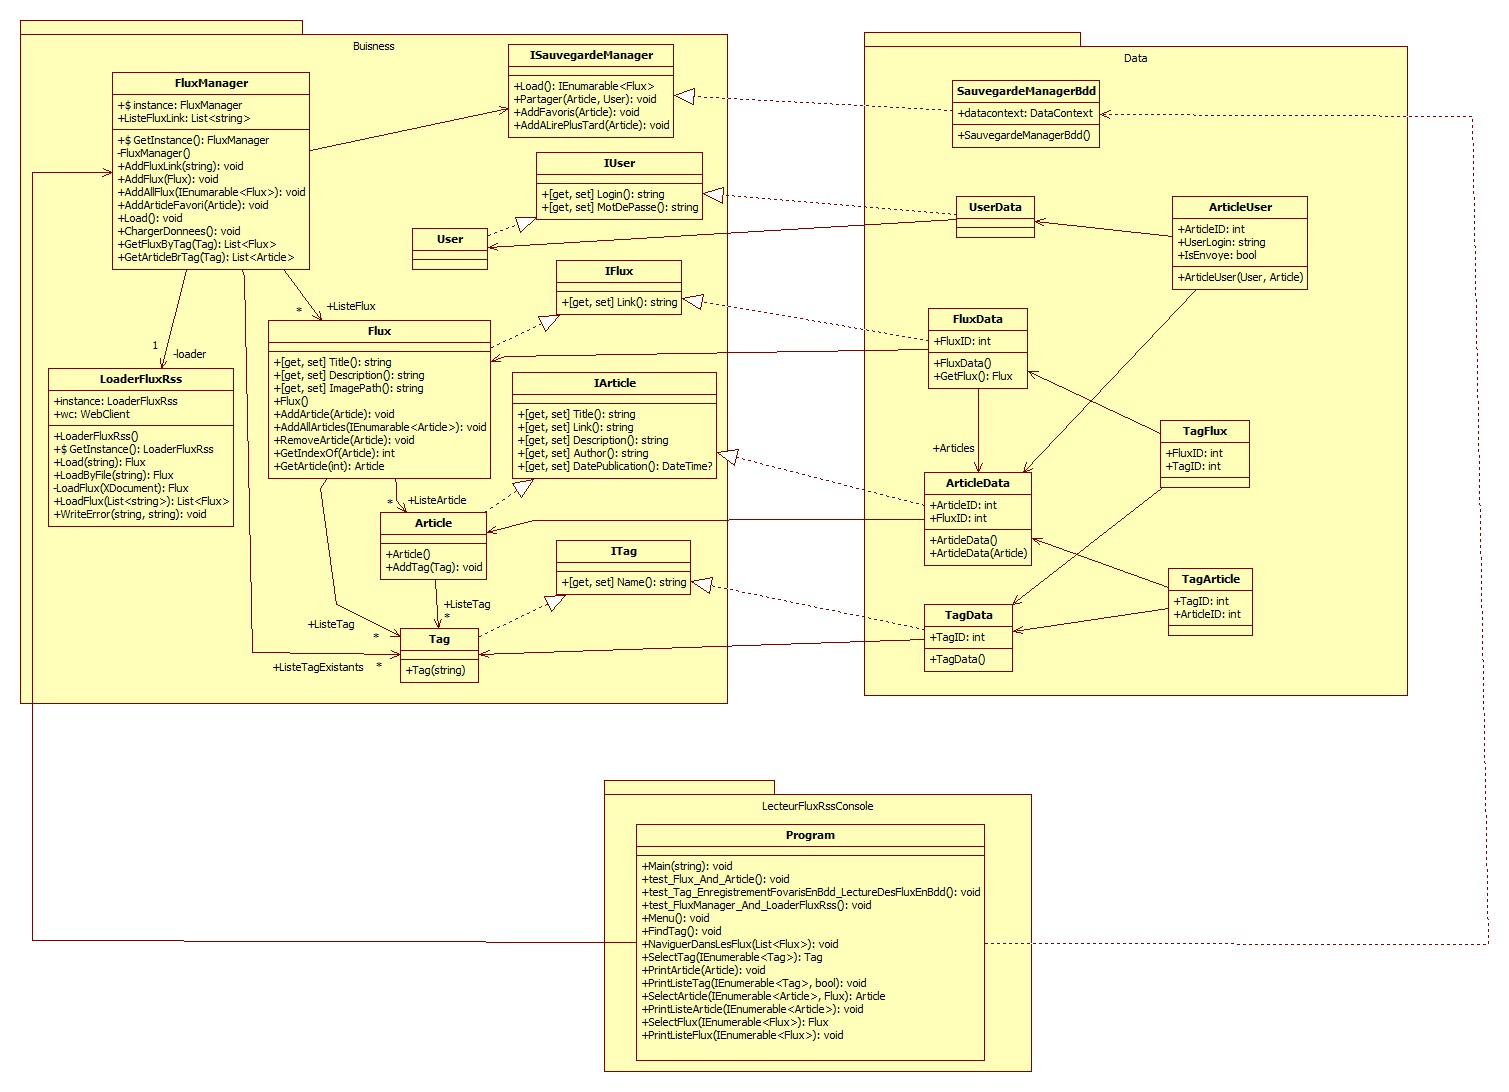 Buisness
FluxManager
+$ instance: FluxManager
+ListeFluxLink: List<string>
+$ GetInstance(): FluxManager
-FluxManager()
+AddFluxLink(string): void
+AddFlux(Flux): void
+AddAllFlux(IEnumarable<Flux>): void
+AddArticleFavori(Article): void
+Load(): void
+ChargerDonnees(): void
+GetFluxByTag(Tag): List<Flux>
+GetArticleBrTag(Tag): List<Article>
ISauvegardeManager
+Load(): IEnumarable<Flux>
+Partager(Article, User): void
+AddFavoris(Article): void
+AddALirePlusTard(Article): void
IUser
+[get, set] Login(): string
+[get, set] MotDePasse(): string
User
IFlux
+[get, set] Link(): string
+ListeFlux
*
1
-loader
Flux
+[get, set] Title(): string
+[get, set] Description(): string
+[get, set] ImagePath(): string
+Flux()
+AddArticle(Article): void
+AddAllArticles(IEnumarable<Article>): void
+RemoveArticle(Article): void
+GetIndexOf(Article): int
+GetArticle(int): Article
LoaderFluxRss
+instance: LoaderFluxRss
+wc: WebClient
+LoaderFluxRss()
+$ GetInstance(): LoaderFluxRss
+Load(string): Flux
+LoadByFile(string): Flux
-LoadFlux(XDocument): Flux
+LoadFlux(List<string>): List<Flux>
+WriteError(string, string): void
IArticle
+[get, set] Title(): string
+[get, set] Link(): string
+[get, set] Description(): string
+[get, set] Author(): string
+[get, set] DatePublication(): DateTime?
*
+ListeArticle
Article
+Article()
+AddTag(Tag): void
ITag
+[get, set] Name(): string
+ListeTag
*
+ListeTag
*
Tag
+Tag(string)
+ListeTagExistants
*
Data
SauvegardeManagerBdd
+datacontext: DataContext
+SauvegardeManagerBdd()
UserData
ArticleUser
+ArticleID: int
+UserLogin: string
+IsEnvoye: bool
+ArticleUser(User, Article)
FluxData
+FluxID: int
+FluxData()
+GetFlux(): Flux
+Articles
TagFlux
+FluxID: int
+TagID: int
ArticleData
+ArticleID: int
+FluxID: int
+ArticleData()
+ArticleData(Article)
TagArticle
+TagID: int
+ArticleID: int
TagData
+TagID: int
+TagData()
LecteurFluxRssConsole
Program
+Main(string): void
+test_Flux_And_Article(): void
+test_Tag_EnregistrementFovarisEnBdd_LectureDesFluxEnBdd(): void
+test_FluxManager_And_LoaderFluxRss(): void
+Menu(): void
+FindTag(): void
+NaviguerDansLesFlux(List<Flux>): void
+SelectTag(IEnumerable<Tag>): Tag
+PrintArticle(Article): void
+PrintListeTag(IEnumerable<Tag>, bool): void
+SelectArticle(IEnumerable<Article>, Flux): Article
+PrintListeArticle(IEnumerable<Article>): void
+SelectFlux(IEnumerable<Flux>): Flux
+PrintListeFlux(IEnumerable<Flux>): void